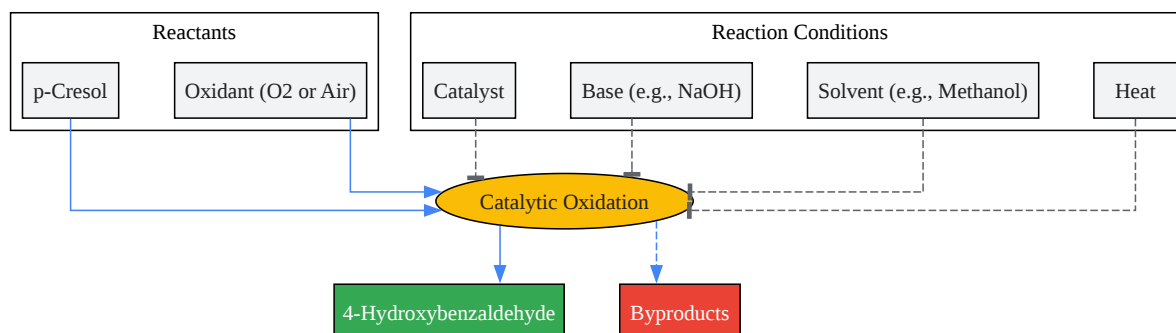 Reactants
Reaction Conditions
p-Cresol
Oxidant (O2 or Air)
Catalyst
Base (e.g., NaOH)
Solvent (e.g., Methanol)
Heat
Catalytic Oxidation
4-Hydroxybenzaldehyde
Byproducts